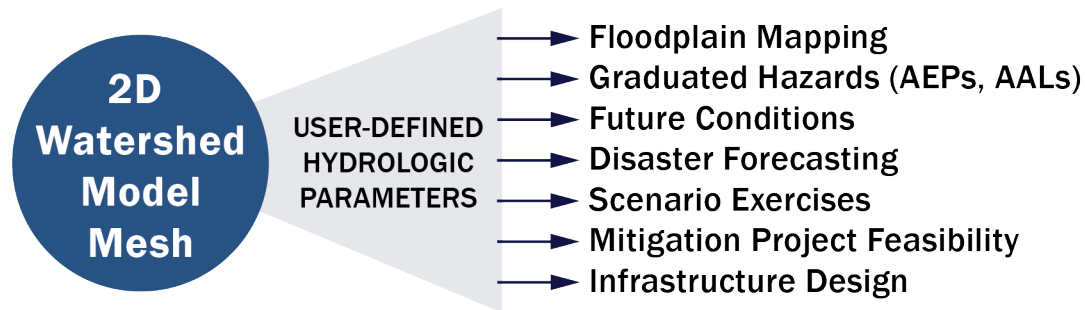 2D
Watershed
Model
Mesh
USER-DEFINED
HYDROLOGIC
PARAMETERS
Floodplain Mapping
Graduated Hazards (AEPs, AALs)
Future Conditions
Disaster Forecasting
Scenario Exercises
Mitigation Project Feasibility
Infrastructure Design